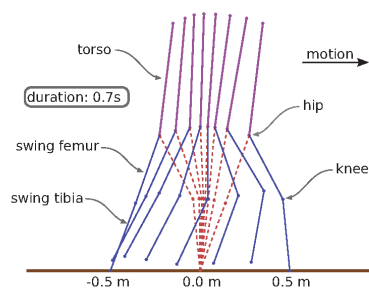 torso
motion
duration: 0.7s
hip
swing femur
knee
swing tibia
-0.5 m
0.0 m
0.5 m